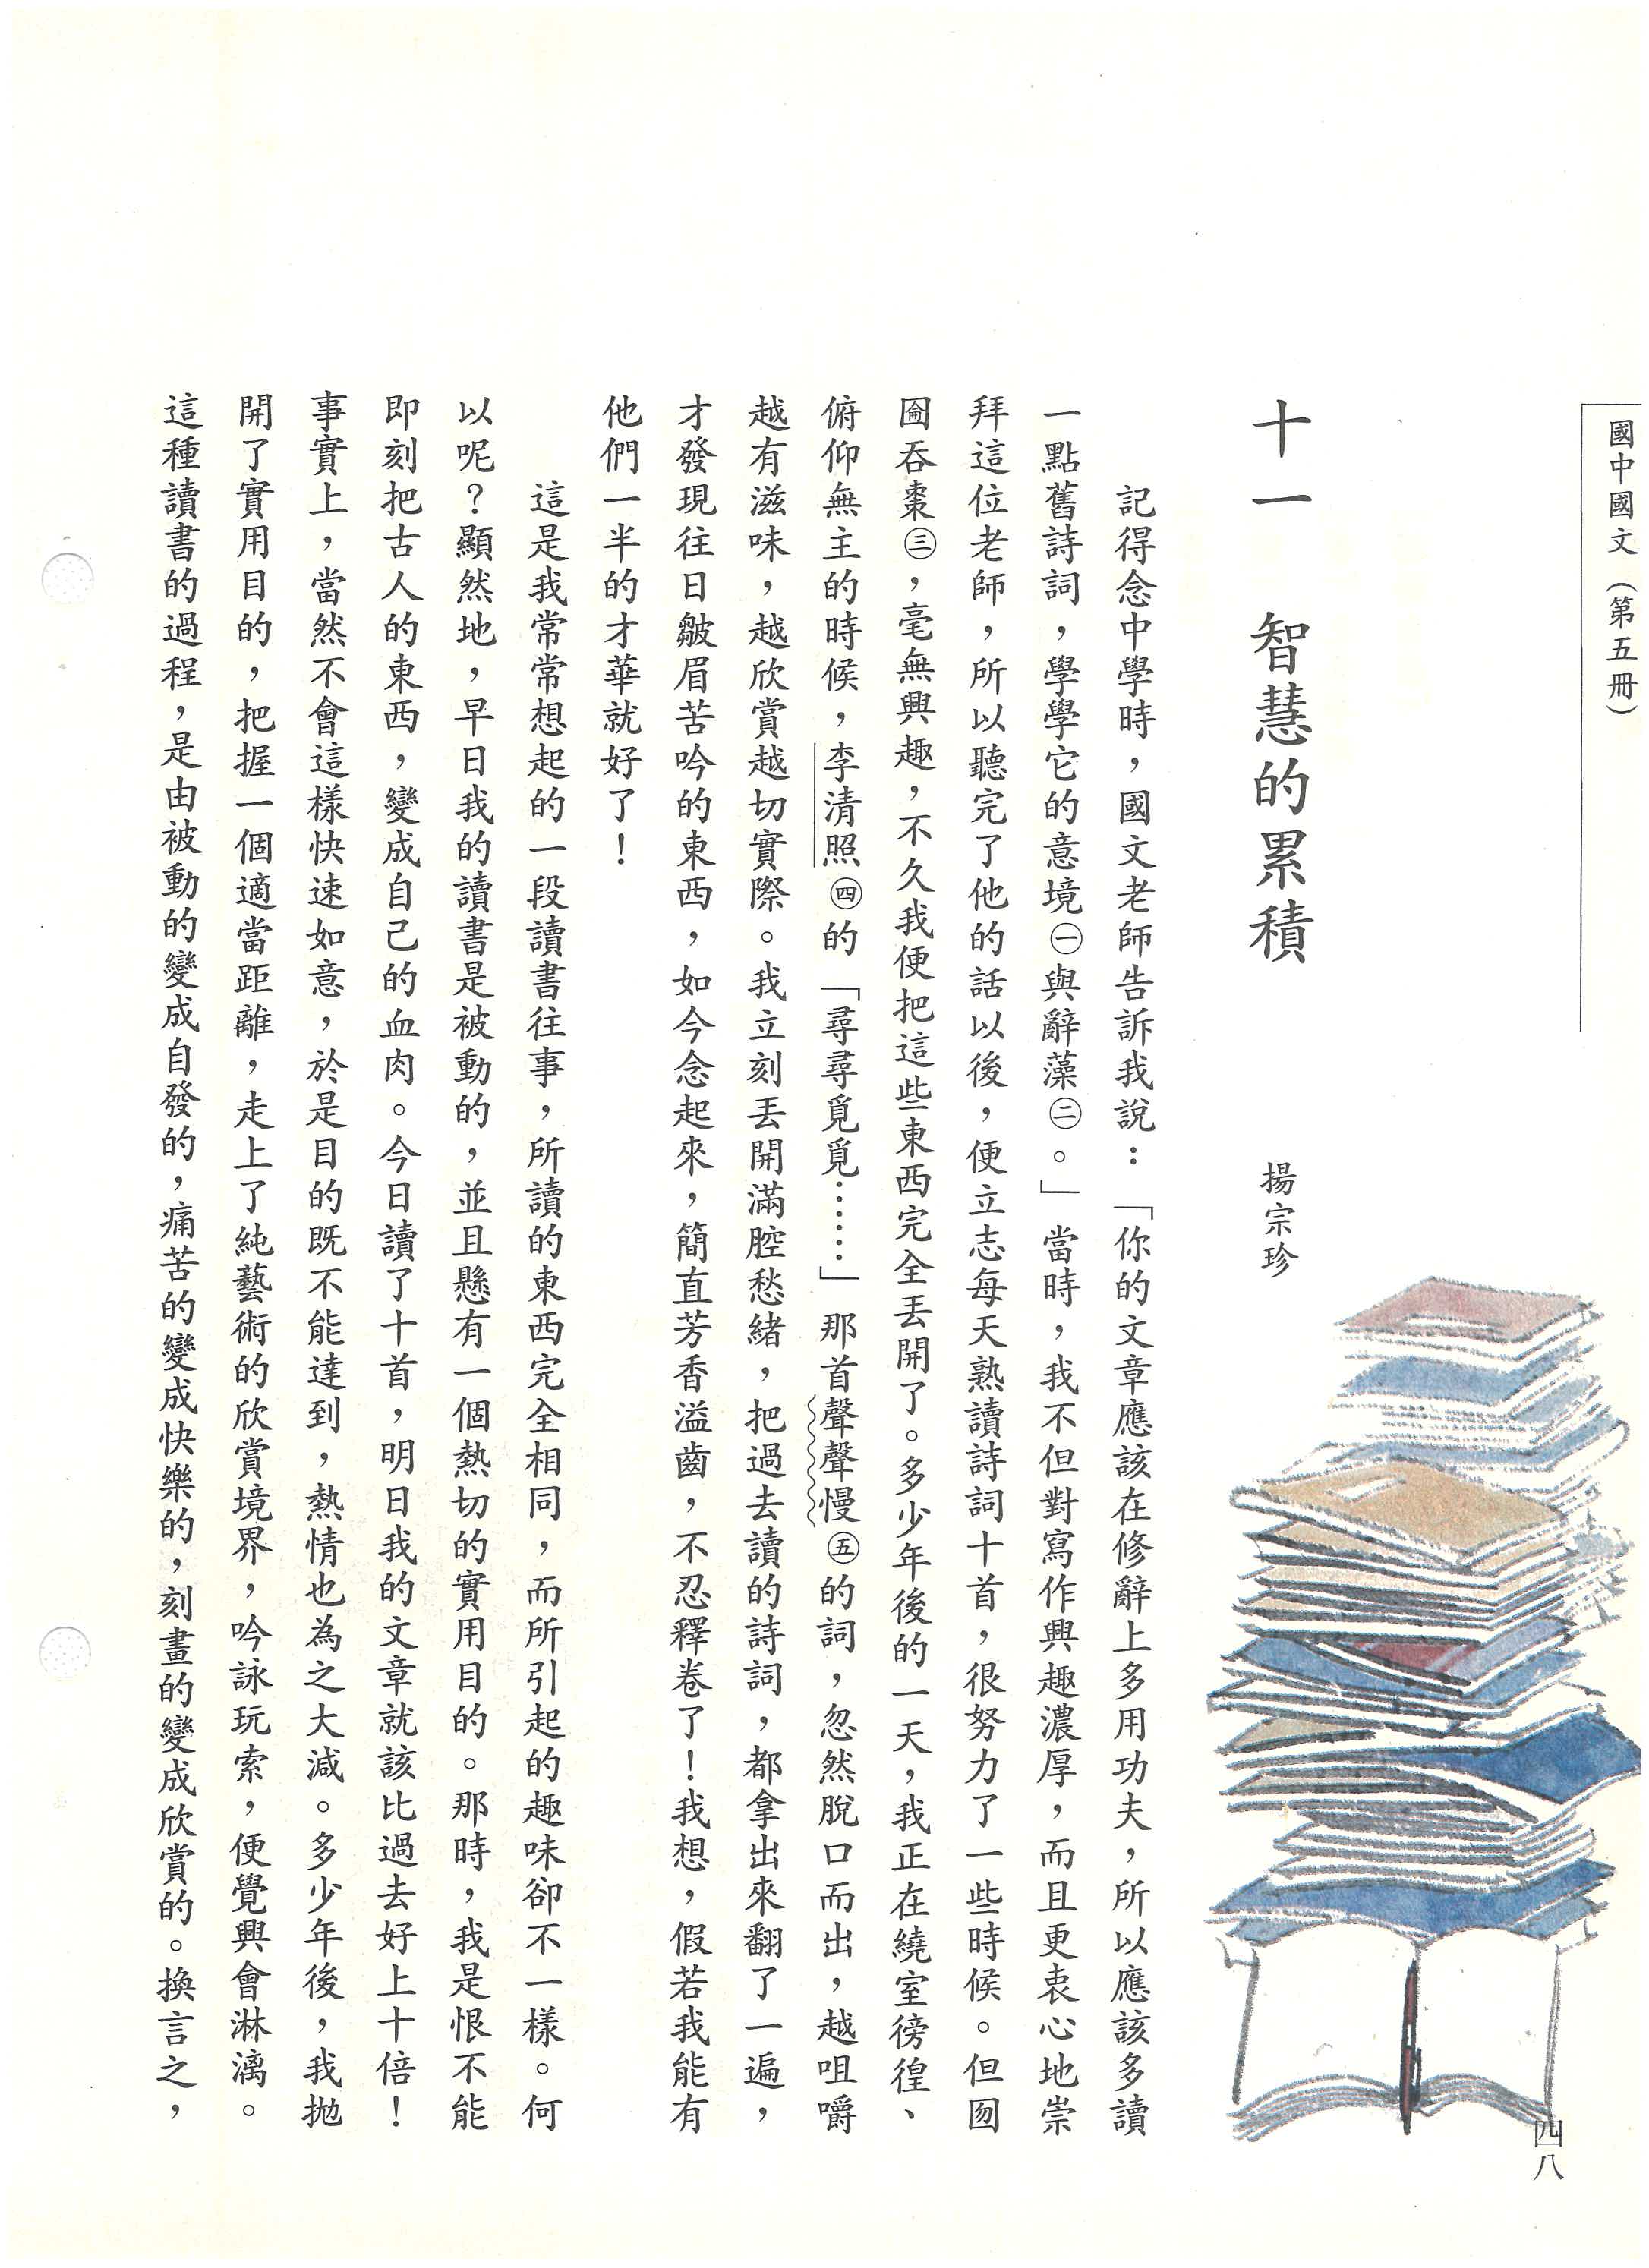 國中國文（第五冊）
十一　智慧的累積
揚宗珍
記得念中學時，國文老師告訴我說：「你的文章應該在修辭上多用功夫，所以應該多讀
一點舊詩詞，學學它的意境㊀與辭藻㊁。」當時，我不但對寫作興趣濃厚，而且更衷心地崇
拜這位老師，所以聽完了他的話以後，便立志每天熟讀詩詞十首，很努力了一些時候。但囫
圇吞棗㊂，毫無興趣，不久我便把這些東西完全丟開了。多少年後的一天，我正在繞室徬徨、
俯仰無主的時候，李清照㊃的「尋尋覓覓……」那首聲聲慢㊄的詞，忽然脫口而出，越咀嚼
越有滋味，越欣賞越切實際。我立刻丟開滿腔愁緒，把過去讀的詩詞，都拿出來翻了一遍，
才發現往日皺眉苦吟的東西，如今念起來，簡直芳香溢齒，不忍釋卷了！我想，假若我能有
他們一半的才華就好了！
這是我常常想起的一段讀書往事，所讀的東西完全相同，而所引起的趣味卻不一樣。何
以呢？顯然地，早日我的讀書是被動的，並且懸有一個熱切的實用目的。那時，我是恨不能
即刻把古人的東西，變成自己的血肉。今日讀了十首，明日我的文章就該比過去好上十倍！
事實上，當然不會這樣快速如意，於是目的既不能達到，熱情也為之大減。多少年後，我拋
開了實用目的，把握一個適當距離，走上了純藝術的欣賞境界，吟詠玩索，便覺興會淋漓。
這種讀書的過程，是由被動的變成自發的，痛苦的變成快樂的，刻畫的變成欣賞的。換言之，
四八